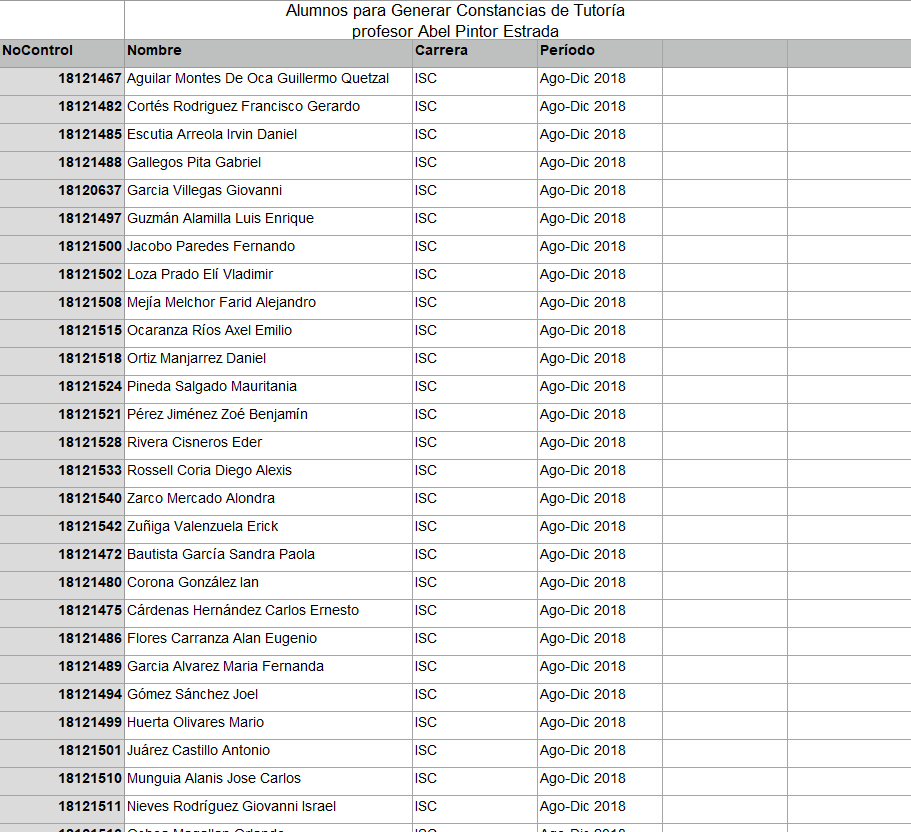 Alumnos para Generar Constancias de Tutoría
profesor Abel Pintor Estrada
NoControl Nombre Carrera Período
18121467 Aguilar Montes De Oca Guillermo Quetzal ISC Ago-Dic 2018
18121482 Cortés Rodriguez Francisco Gerardo ISC Ago-Dic 2018
18121485 Escutia Arreola Irvin Daniel ISC Ago-Dic 2018
18121488 Gallegos Pita Gabriel ISC Ago-Dic 2018
18120637 Garcia Villegas Giovanni ISC Ago-Dic 2018
18121497 Guzmán Alamilla Luis Enrique ISC Ago-Dic 2018
18121500 Jacobo Paredes Fernando ISC Ago-Dic 2018
18121502 Loza Prado Elí Vladimir ISC Ago-Dic 2018
18121508 Mejía Melchor Farid Alejandro ISC Ago-Dic 2018
18121515 Ocaranza Ríos Axel Emilio ISC Ago-Dic 2018
18121518 Ortiz Manjarrez Daniel ISC Ago-Dic 2018
18121524 Pineda Salgado Mauritania ISC Ago-Dic 2018
18121521 Pérez Jiménez Zoé Benjamín ISC Ago-Dic 2018
18121528 Rivera Cisneros Eder ISC Ago-Dic 2018
18121533 Rossell Coria Diego Alexis ISC Ago-Dic 2018
18121540 Zarco Mercado Alondra ISC Ago-Dic 2018
18121542 Zuñiga Valenzuela Erick ISC Ago-Dic 2018
18121472 Bautista García Sandra Paola ISC Ago-Dic 2018
18121480 Corona González Ian ISC Ago-Dic 2018
18121475 Cárdenas Hernández Carlos Ernesto ISC Ago-Dic 2018
18121486 Flores Carranza Alan Eugenio ISC Ago-Dic 2018
18121489 Garcia Alvarez Maria Fernanda ISC Ago-Dic 2018
18121494 Gómez Sánchez Joel ISC Ago-Dic 2018
18121499 Huerta Olivares Mario ISC Ago-Dic 2018
18121501 Juárez Castillo Antonio ISC Ago-Dic 2018
18121510 Munguia Alanis Jose Carlos ISC Ago-Dic 2018
18121511 Nieves Rodríguez Giovanni Israel ISC Ago-Dic 2018